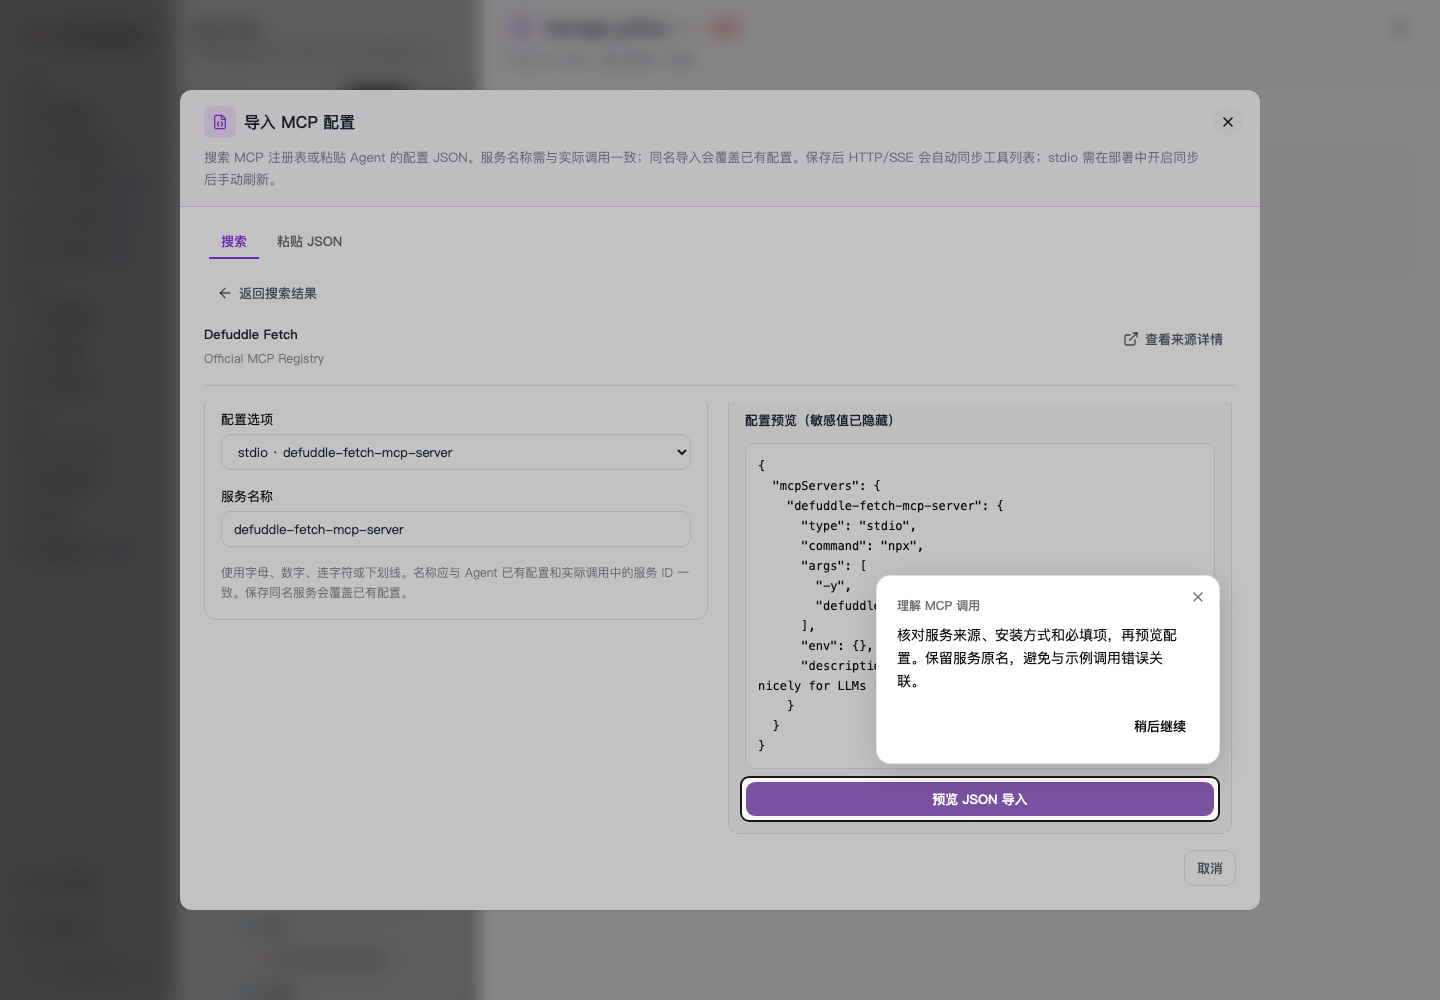 导入 MCP 配置
搜索 MCP 注册表或粘贴 Agent 的配置 JSON。服务名称需与实际调用一致；同名导入会覆盖已有配置。保存后 HTTP/SSE 会自动同步工具列表；stdio 需在部署中开启同步
后手动刷新。
搜索
粘贴 JSON
返回搜索结果
Defuddle Fetch
Official MCP Registry
查看来源详情
配置选项
stdio · defuddle-fetch-mcp-server
服务名称
defuddle-fetch-mcp-server
使用字母、数字、连字符或下划线。名称应与 Agent 已有配置和实际调用中的服务 ID 一
致。保存同名服务会覆盖已有配置。
配置预览（敏感值已隐藏）
{
"mcpServers": {
"defuddle-fetch-mcp-server": {
"type": "stdio",
"command": "npx",
"args": [
"-y",
"defuddle
],
"env": {},
"descriptio
nicely for LLMs
}
}
}
理解 MCP 调用
核对服务来源、安装方式和必填项，再预览配
置。保留服务原名，避免与示例调用错误关
联。
稍后继续
预览 JSON 导入
取消